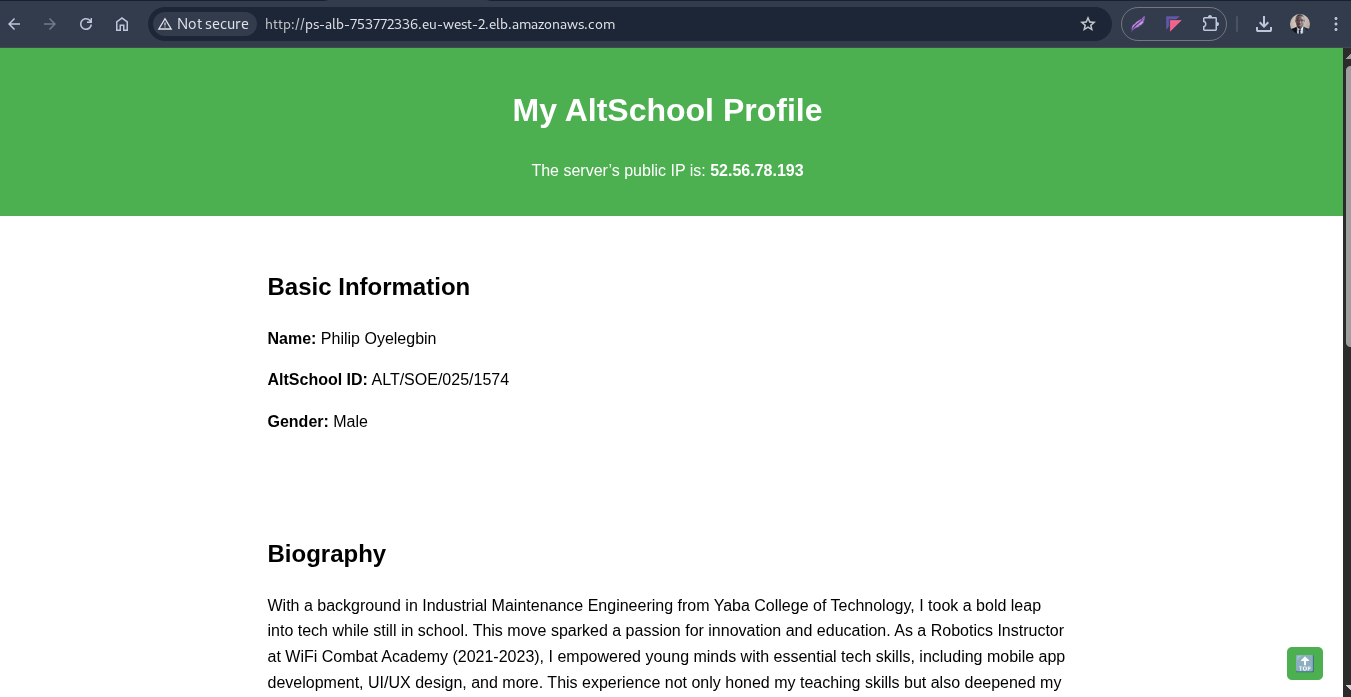 Not secure http://ps-alb-753772336.eu-west-2.elb.amazonaws.com
My AltSchool Profile
The server’s public IP is: 52.56.78.193
Basic Information
Name: Philip Oyelegbin
AltSchool ID: ALT/SOE/025/1574
Gender: Male
Biography
With a background in Industrial Maintenance Engineering from Yaba College of Technology, I took a bold leap
into tech while still in school. This move sparked a passion for innovation and education. As a Robotics Instructor
at WiFi Combat Academy (2021-2023), I empowered young minds with essential tech skills, including mobile app
development, UI/UX design, and more. This experience not only honed my teaching skills but also deepened my
TOP